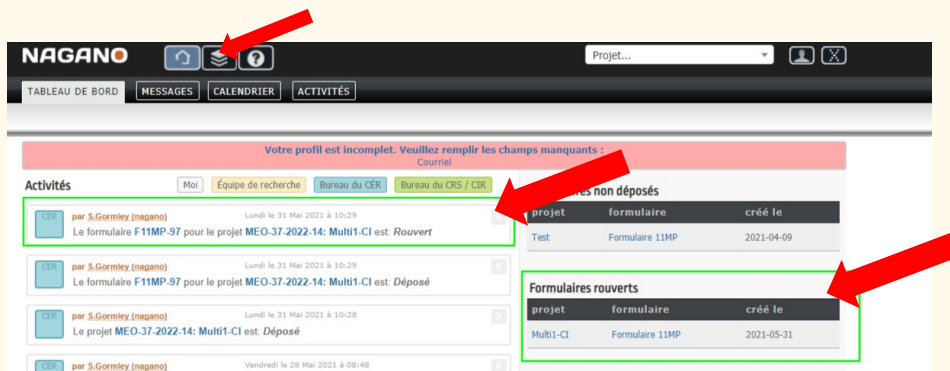 NAGANO
?
Projet...
X
TABLEAU DE BORD MESSAGES CALENDRIER ACTIVITÉS
Votre profil est incomplet. Veuillez remplir les champs manquants :
Courriel
Activités Moi Équipe de recherche Bureau du CÉR Bureau du CRS / CIR
CER par S.Gormley (nagano) Lundi le 31 Mai 2021 à 10:29
Le formulaire F11MP-97 pour le projet MEO-37-2022-14: Multi1-CI est: Rouvert
CER par S.Gormley (nagano) Lundi le 31 Mai 2021 à 10:29 X
Le formulaire F11MP-97 pour le projet MEO-37-2022-14: Multi1-CI est: Déposé
CER par S.Gormley (nagano) Lundi le 31 Mai 2021 à 10:28 X
Le projet MEO-37-2022-14: Multi1-CI est: Déposé
CER par S.Gormley (nagano) Vendredi le 28 Mai 2021 à 08:48 X
non déposés
projet formulaire créé le
Test Formulaire 11MP 2021-04-09
Formulaires rouverts
projet formulaire créé le
Multi1-CI Formulaire 11MP 2021-05-31